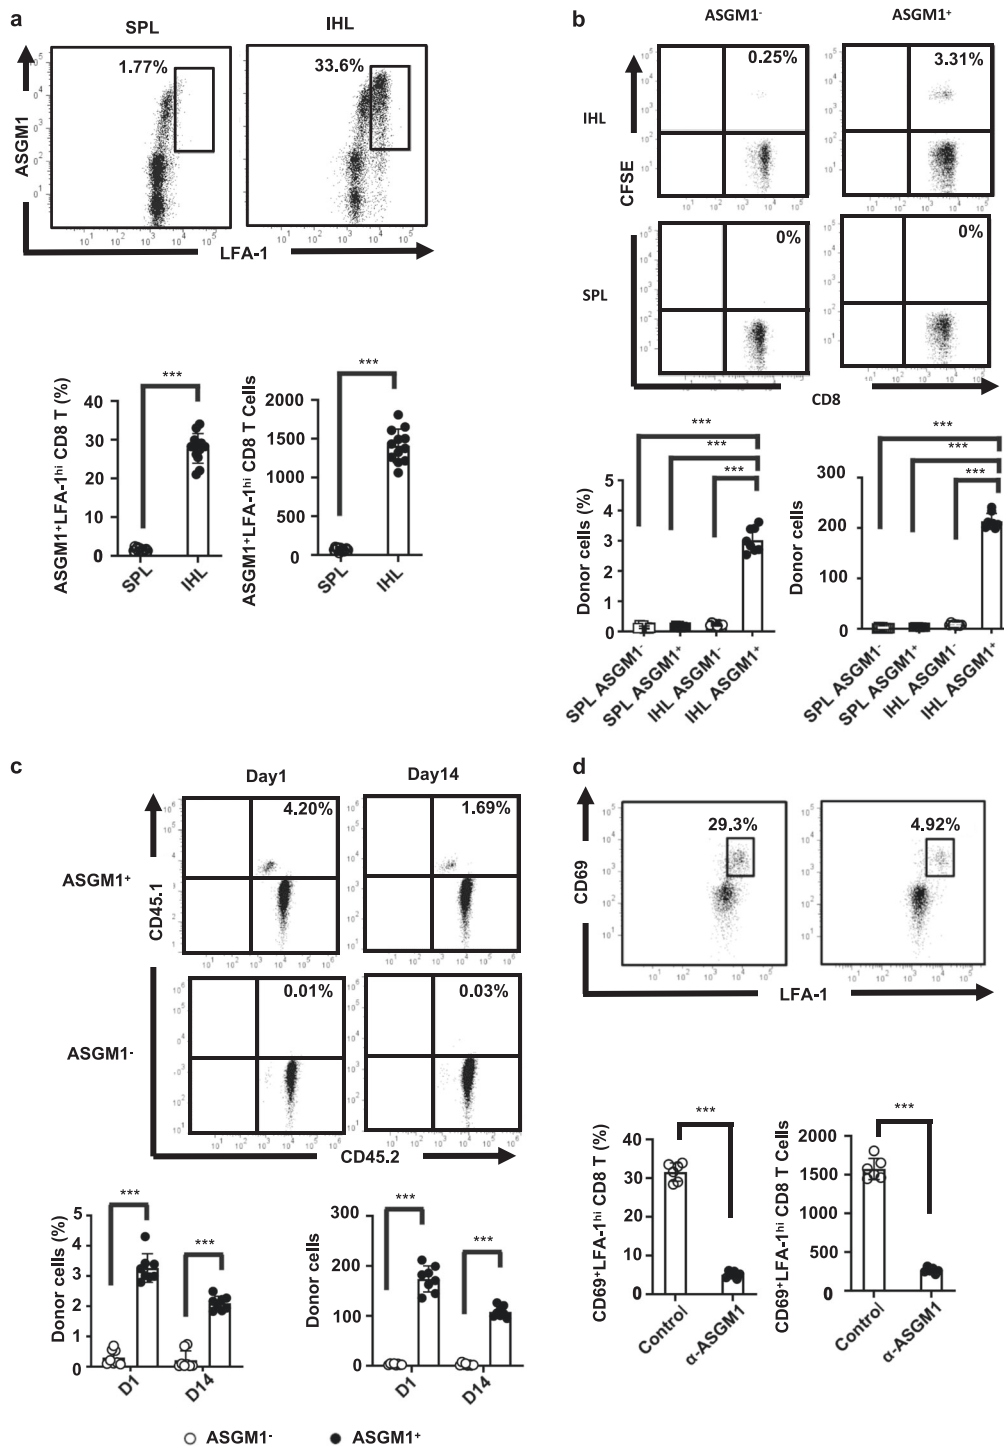 a
SPL
IHL
1.77%
33.6%
ASGM1
LFA-1
ASGM1⁺LFA-1ʰⁱ CD8 T (%)
40
30
20
10
0
***
SPL
IHL
ASGM1⁺LFA-1ʰⁱ CD8 T Cells
2000
1500
1000
500
0
***
SPL
IHL
b
ASGM1⁻
ASGM1⁺
IHL
0.25%
3.31%
CFSE
SPL
0%
0%
CD8
Donor cells (%)
5
4
3
2
1
0
***
***
***
SPL ASGM1⁻
SPL ASGM1⁺
IHL ASGM1⁻
IHL ASGM1⁺
Donor cells
300
200
100
0
***
***
***
SPL ASGM1⁻
SPL ASGM1⁺
IHL ASGM1⁻
IHL ASGM1⁺
c
Day1
Day14
ASGM1⁺
4.20%
1.69%
CD45.1
ASGM1⁻
0.01%
0.03%
CD45.2
Donor cells (%)
5
4
3
2
1
0
***
***
D1
D14
Donor cells
300
200
100
0
***
***
D1
D14
ASGM1⁻
ASGM1⁺
d
29.3%
4.92%
CD69
LFA-1
CD69⁺LFA-1ʰⁱ CD8 T (%)
40
30
20
10
0
***
Control
α-ASGM1
CD69⁺LFA-1ʰⁱ CD8 T Cells
2000
1500
1000
500
0
***
Control
α-ASGM1